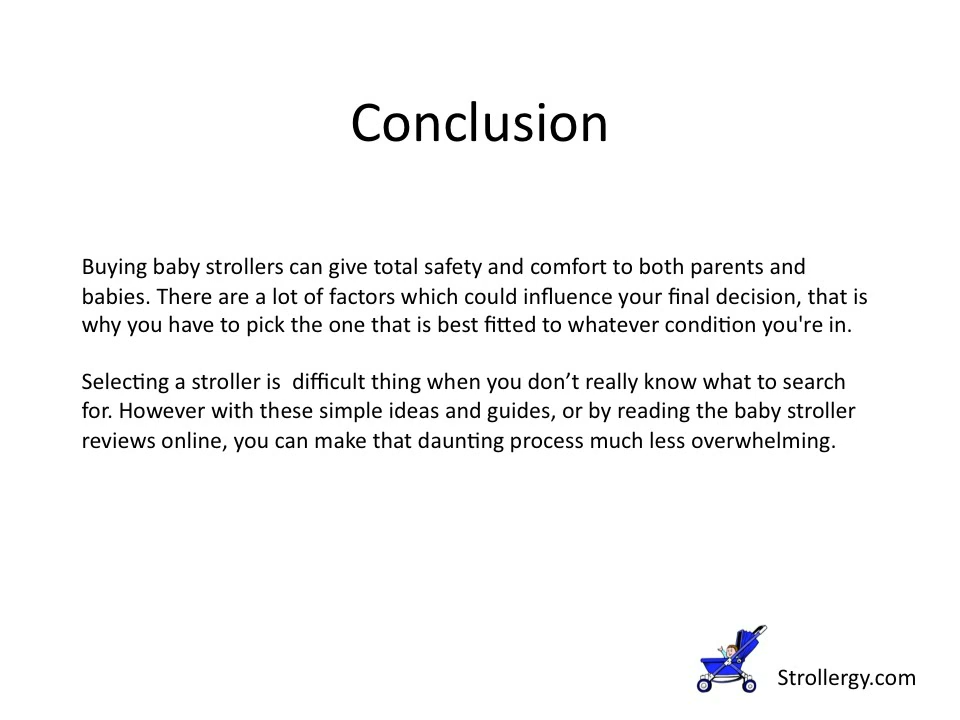 Conclusion
Buying baby strollers can give total safety and comfort to both parents and
babies. There are a lot of factors which could influence your final decision, that is
why you have to pick the one that is best fitted to whatever condition you're in.
Selecting a stroller is  difficult thing when you don’t really know what to search
for. However with these simple ideas and guides, or by reading the baby stroller
reviews online, you can make that daunting process much less overwhelming.
Strollergy.com